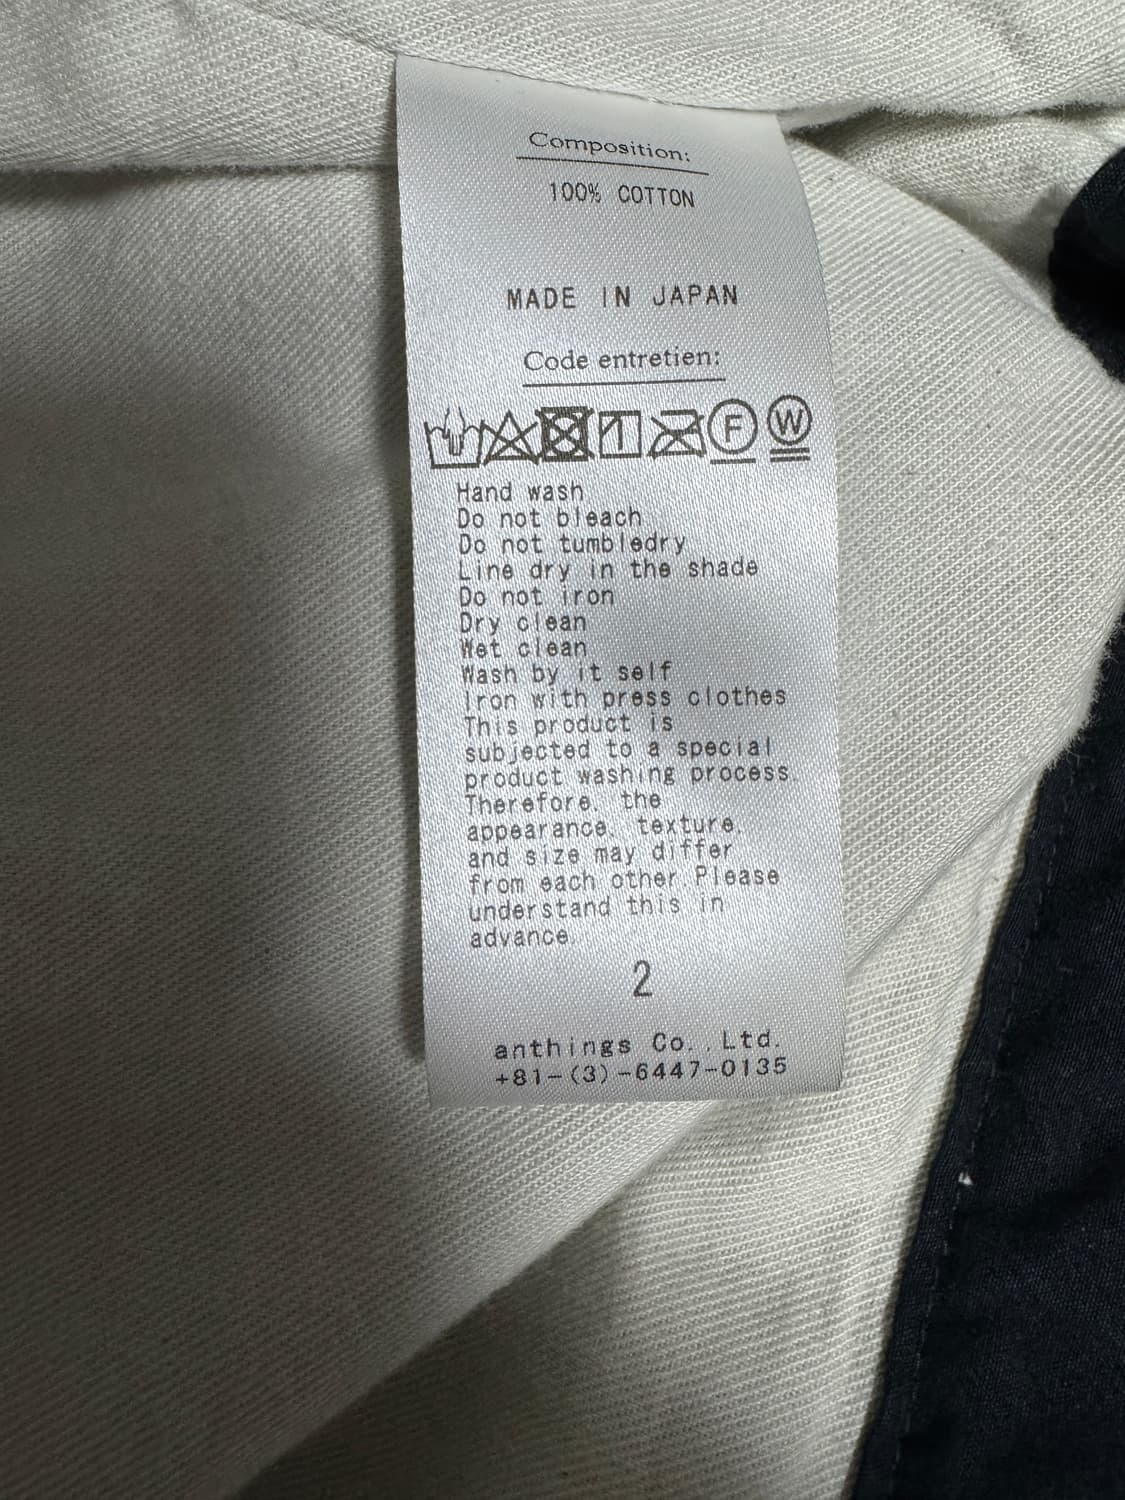 Composition:
100% COTTON
MADE IN JAPAN
Code entretien:
F W
Hand wash
Do not bleach
Do not tumbledry
Line dry in the shade
Do not iron
Dry clean
Wet clean
Wash by it self
Iron with press clothes
This product is
subjected to a special
product washing process.
Therefore, the
appearance, texture,
and size may differ
from each other.Please
understand this in
advance.
2
anthings Co.,Ltd.
+81-(3)-6447-0135